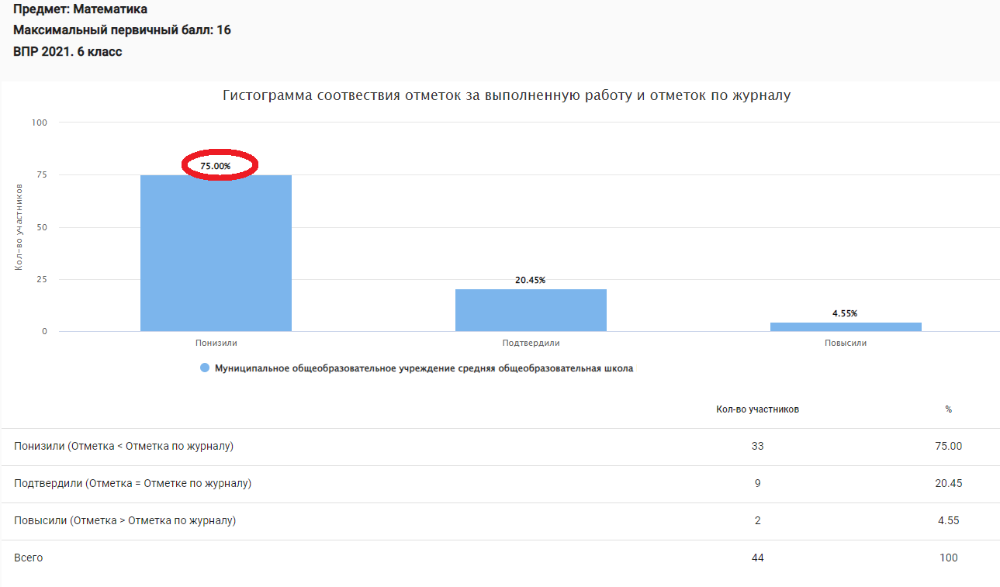 Предмет: Математика
Максимальный первичный балл: 16
ВПР 2021. 6 класс
Гистограмма соотвествия отметок за выполненную работу и отметок по журналу
100
75
50
25
0
Кол-во участников
75.00%
20.45%
4.55%
Понизили Подтвердили Повысили
Муниципальное общеобразовательное учреждение средняя общеобразовательная школа
Кол-во участников %
Понизили (Отметка < Отметка по журналу) 33 75.00
Подтвердили (Отметка = Отметке по журналу) 9 20.45
Повысили (Отметка > Отметка по журналу) 2 4.55
Всего 44 100